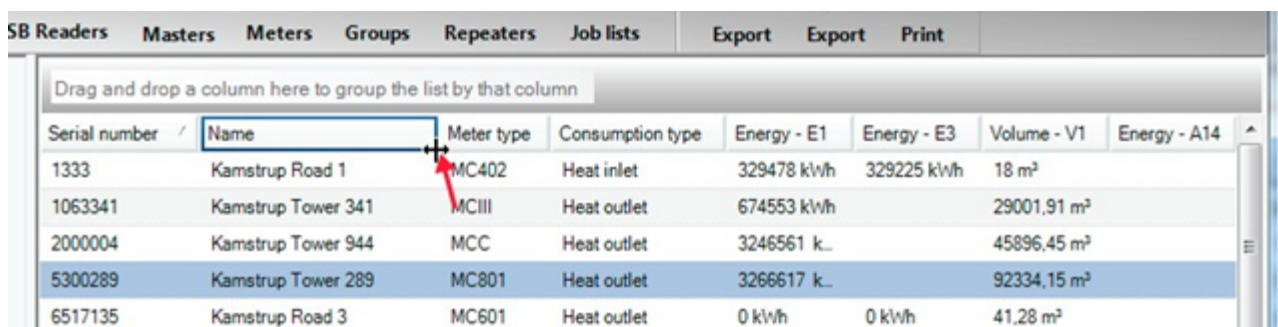 SB Readers Masters Meters Groups Repeaters Job lists Export Export Print
Drag and drop a column here to group the list by that column
Serial number Name Meter type Consumption type Energy - E1 Energy - E3 Volume - V1 Energy - A14
1333 Kamstrup Road 1 MC402 Heat inlet 329478 kWh 329225 kWh 18 m³
1063341 Kamstrup Tower 341 MCIII Heat outlet 674553 kWh 29001,91 m³
2000004 Kamstrup Tower 944 MCC Heat outlet 3246561 k... 45896,45 m³
5300289 Kamstrup Tower 289 MC801 Heat outlet 3266617 k... 92334,15 m³
6517135 Kamstrup Road 3 MC601 Heat outlet 0 kWh 0 kWh 41,28 m³